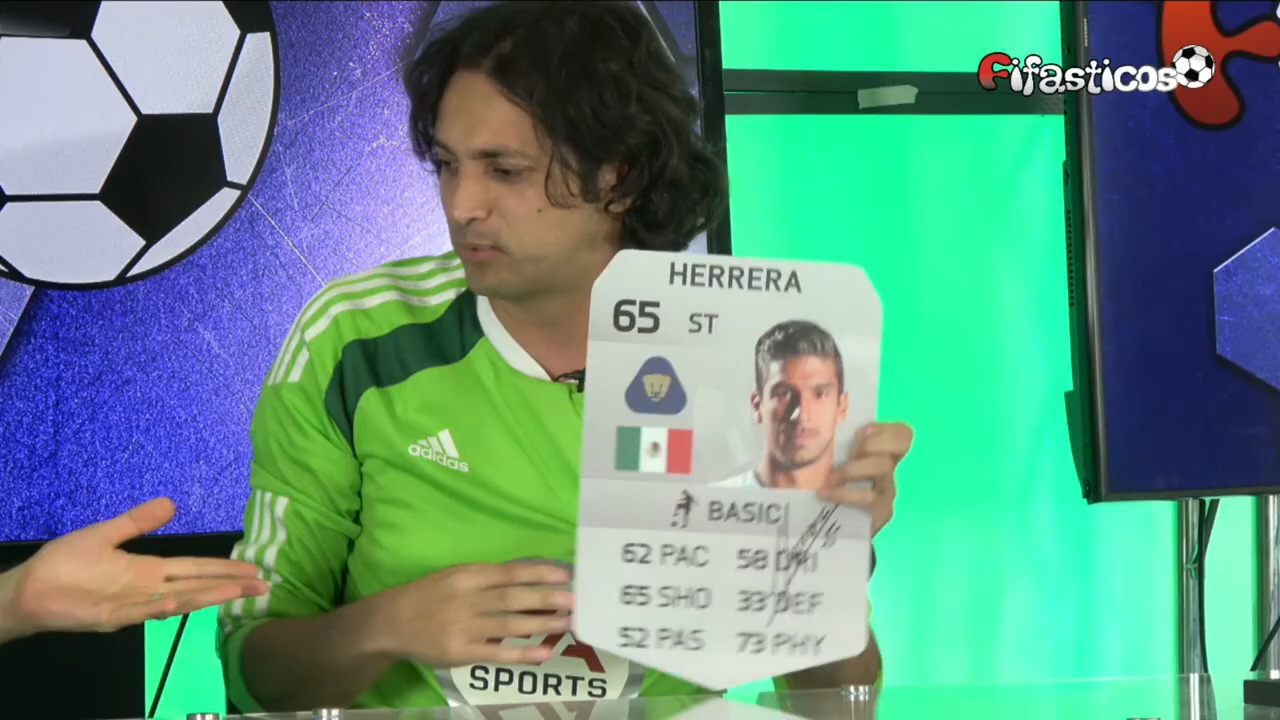 Fifasticos
HERRERA
65 ST
adidas
BASIC
62 PAC 58 DRI
65 SHO 33 DEF
52 PAS 73 PHY
EA
SPORTS